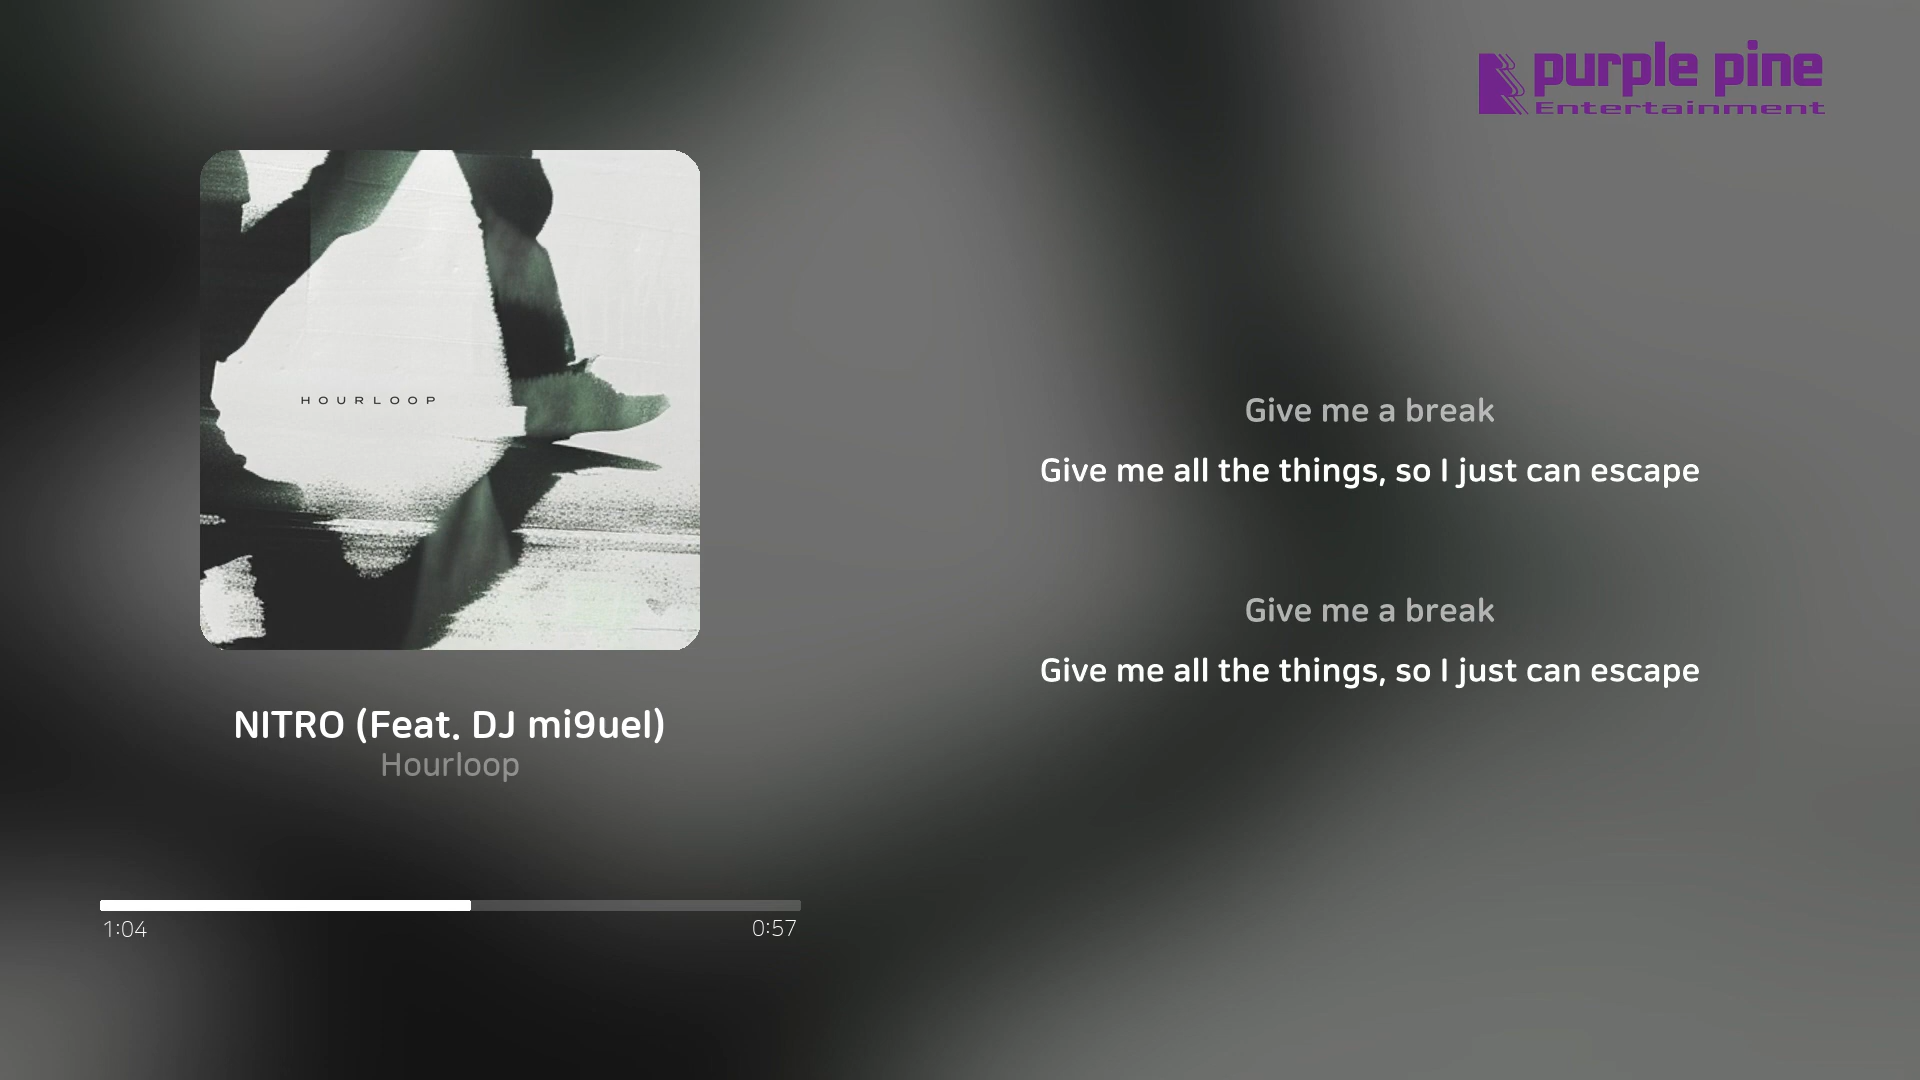 purple pine
Entertainment
HOURLOOP
NITRO (Feat. DJ mi9uel)
Hourloop
1:04
0:57
Give me a break
Give me all the things, so I just can escape
Give me a break
Give me all the things, so I just can escape